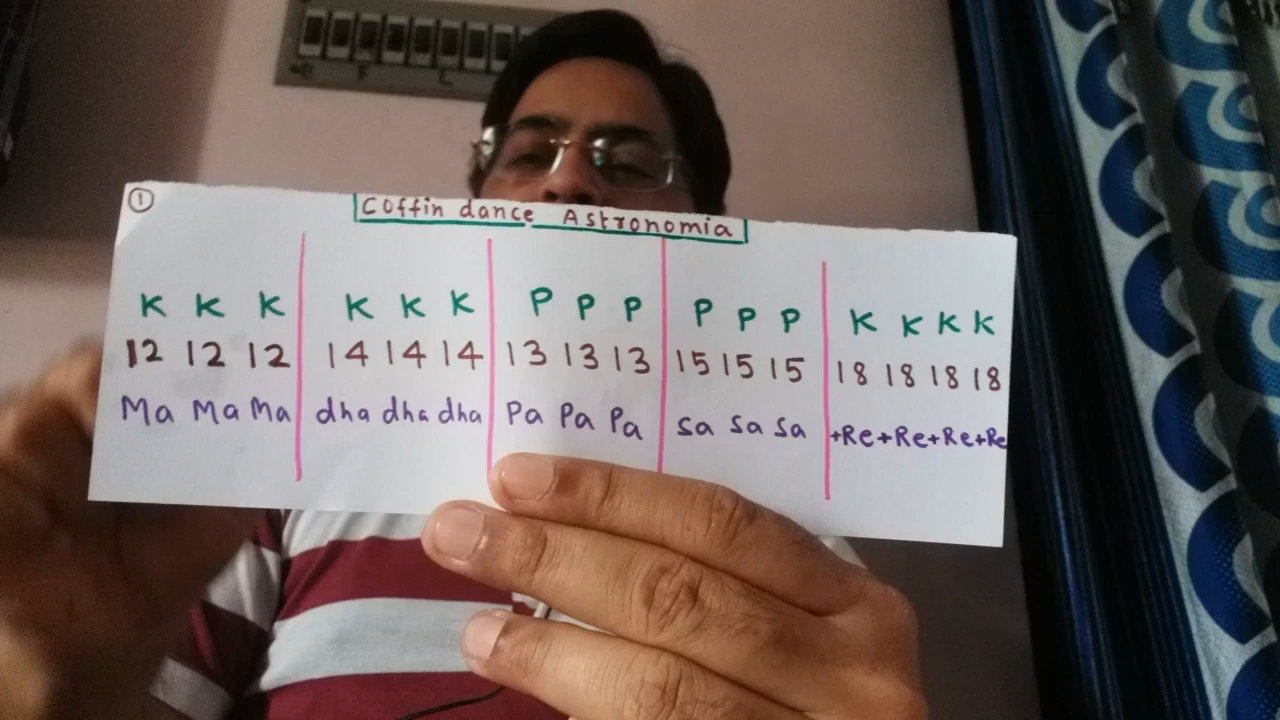 ①
Coffin dance Astronomia
K K K K K K P P P P P P K K K K
12 12 12 14 14 14 13 13 13 15 15 15 18 18 18 18
Ma Ma Ma dha dha dha Pa Pa Pa Sa Sa Sa +Re +Re +Re +Re